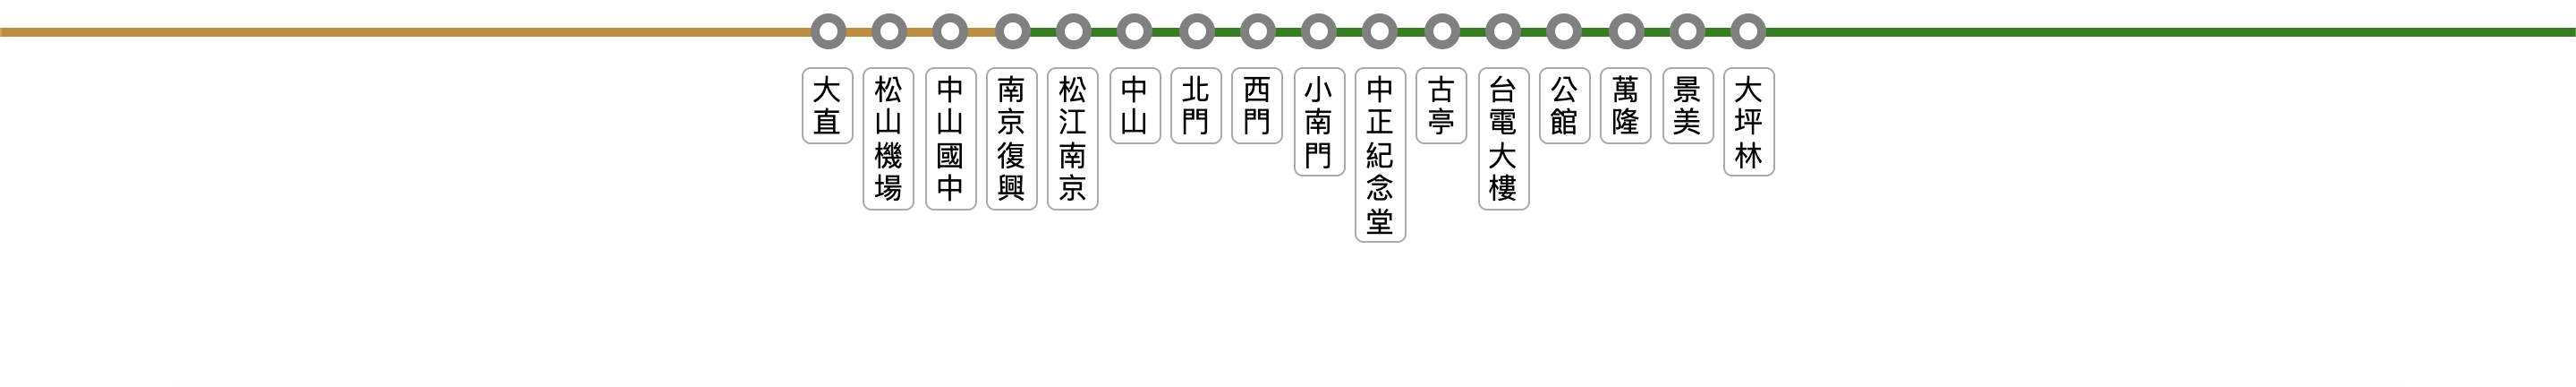 大直
松山機場
中山國中
南京復興
松江南京
中山
北門
西門
小南門
中正紀念堂
古亭
台電大樓
公館
萬隆
景美
大坪林